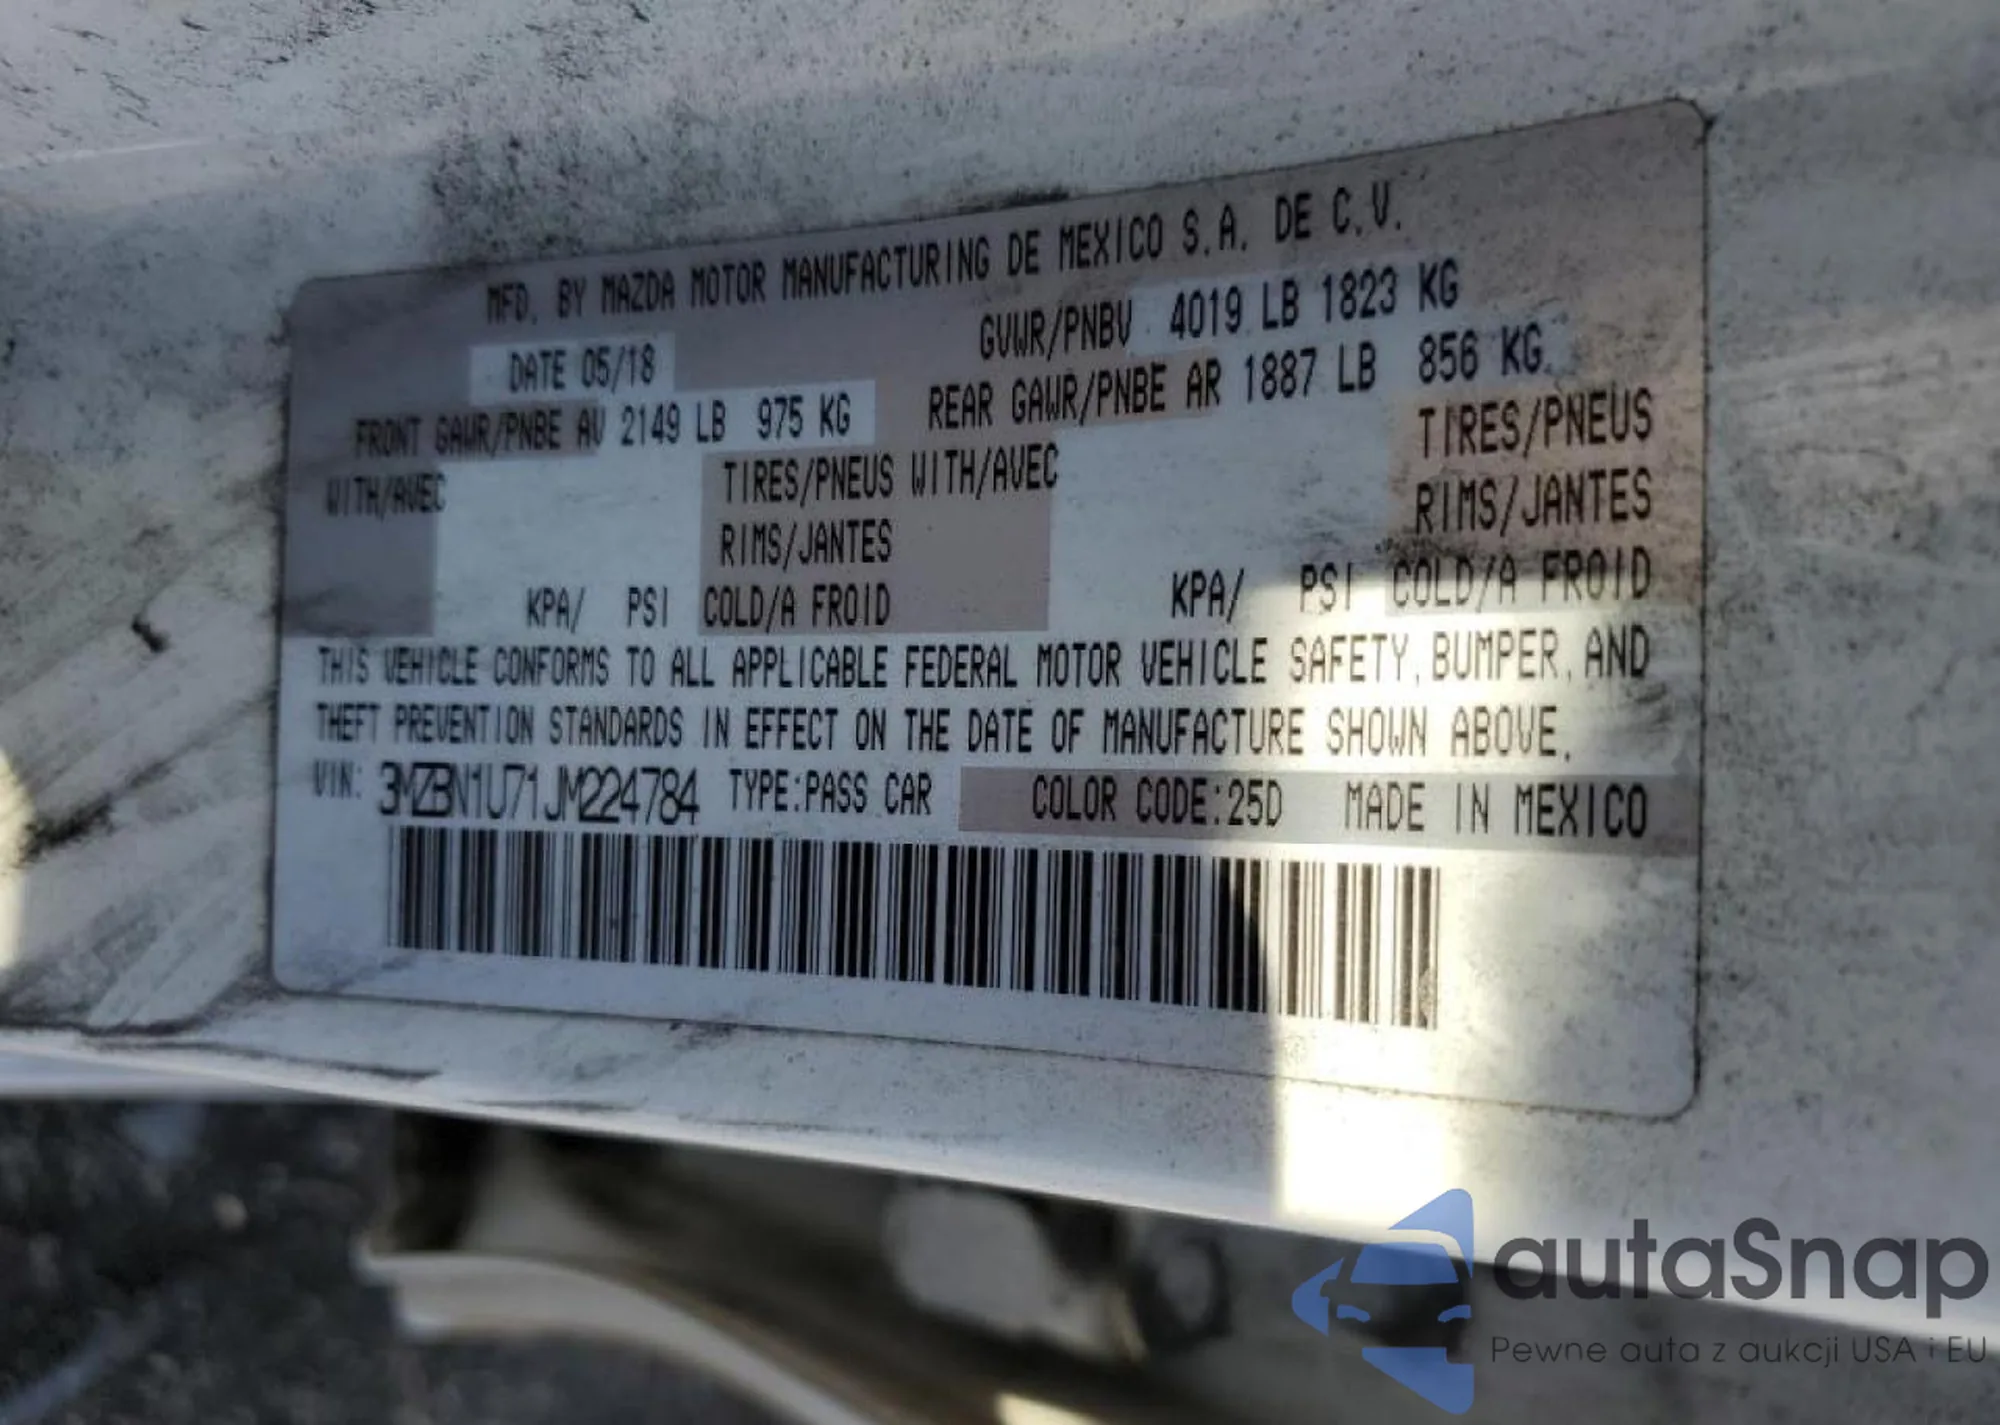 MFD. BY MAZDA MOTOR MANUFACTURING DE MEXICO S.A. DE C.V.
DATE 05/18 GVWR/PNBV 4019 LB 1823 KG
FRONT GAWR/PNBE AV 2149 LB 975 KG REAR GAWR/PNBE AR 1887 LB 856 KG
WITH/AVEC TIRES/PNEUS WITH/AVEC TIRES/PNEUS
RIMS/JANTES RIMS/JANTES
KPA/ PSI COLD/A FROID KPA/ PSI COLD/A FROID
THIS VEHICLE CONFORMS TO ALL APPLICABLE FEDERAL MOTOR VEHICLE SAFETY, BUMPER, AND
THEFT PREVENTION STANDARDS IN EFFECT ON THE DATE OF MANUFACTURE SHOWN ABOVE.
VIN: 3MZBN1U71JM224784 TYPE:PASS CAR COLOR CODE:25D MADE IN MEXICO
autaSnap
Pewne auta z aukcji USA i EU